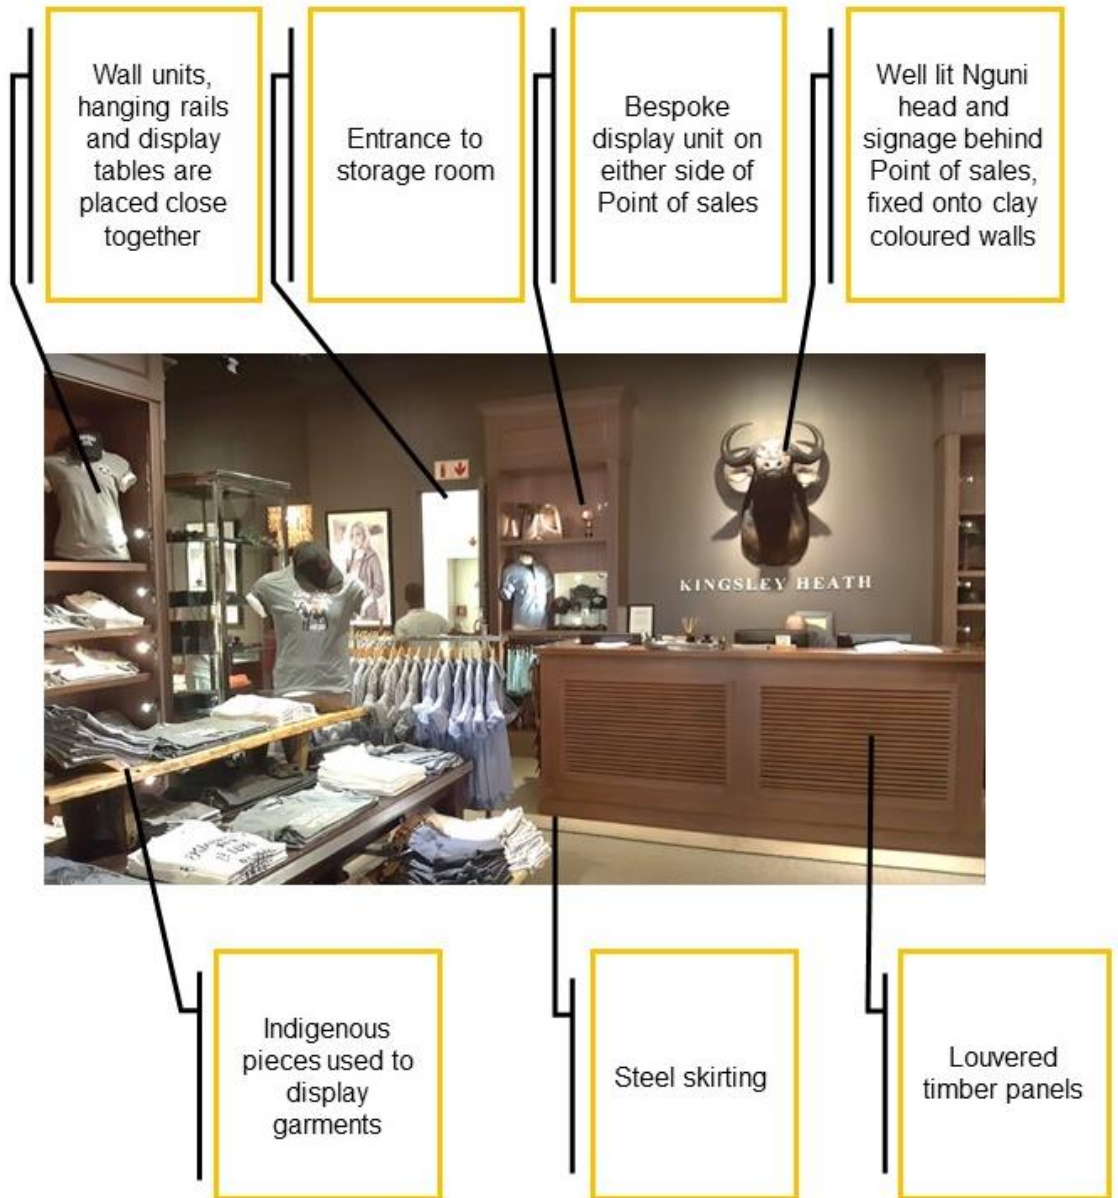 Wall units,
hanging rails
and display
tables are
placed close
together
Entrance to
storage room
Bespoke
display unit on
either side of
Point of sales
Well lit Nguni
head and
signage behind
Point of sales,
fixed onto clay
coloured walls
KINGSLEY HEATH
Indigenous
pieces used to
display
garments
Steel skirting
Louvered
timber panels